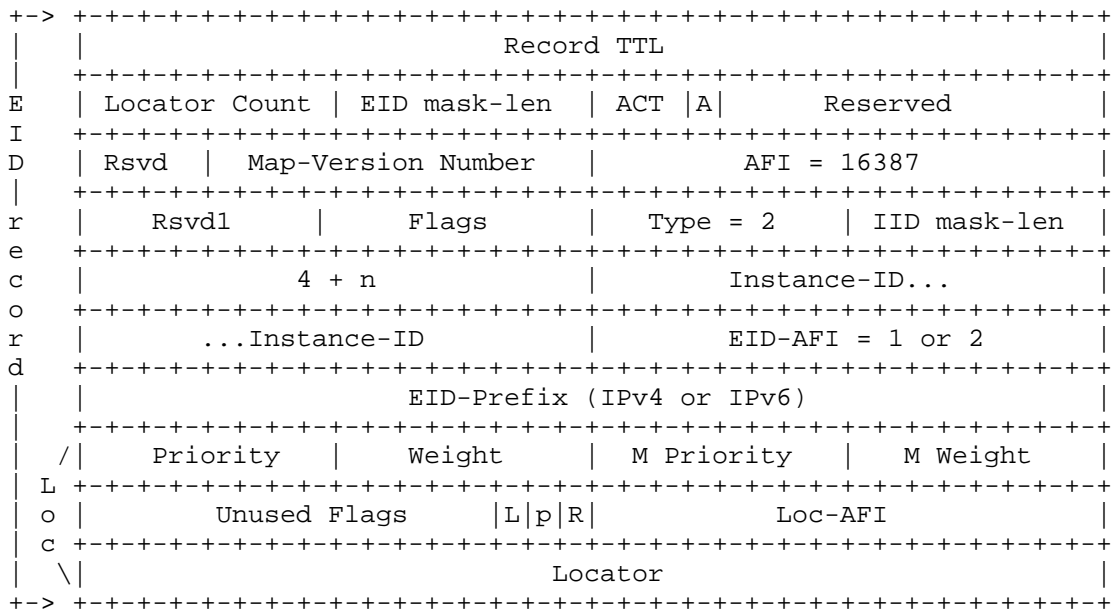 +-> +-+-+-+-+-+-+-+-+-+-+-+-+-+-+-+-+-+-+-+-+-+-+-+-+-+-+-+-+-+-+-+-+
|   |                          Record TTL                           |
|   +-+-+-+-+-+-+-+-+-+-+-+-+-+-+-+-+-+-+-+-+-+-+-+-+-+-+-+-+-+-+-+-+
E   | Locator Count | EID mask-len  | ACT |A|      Reserved         |
I   +-+-+-+-+-+-+-+-+-+-+-+-+-+-+-+-+-+-+-+-+-+-+-+-+-+-+-+-+-+-+-+-+
D   | Rsvd  |  Map-Version Number   |         AFI = 16387           |
|   +-+-+-+-+-+-+-+-+-+-+-+-+-+-+-+-+-+-+-+-+-+-+-+-+-+-+-+-+-+-+-+-+
r   |    Rsvd1     |     Flags      |   Type = 2    | IID mask-len  |
e   +-+-+-+-+-+-+-+-+-+-+-+-+-+-+-+-+-+-+-+-+-+-+-+-+-+-+-+-+-+-+-+-+
c   |             4 + n             |        Instance-ID...         |
o   +-+-+-+-+-+-+-+-+-+-+-+-+-+-+-+-+-+-+-+-+-+-+-+-+-+-+-+-+-+-+-+-+
r   |       ...Instance-ID          |        EID-AFI = 1 or 2       |
d   +-+-+-+-+-+-+-+-+-+-+-+-+-+-+-+-+-+-+-+-+-+-+-+-+-+-+-+-+-+-+-+-+
|   |                    EID-Prefix (IPv4 or IPv6)                  |
|   +-+-+-+-+-+-+-+-+-+-+-+-+-+-+-+-+-+-+-+-+-+-+-+-+-+-+-+-+-+-+-+-+
|  /|    Priority   |    Weight     |  M Priority   |   M Weight    |
| L +-+-+-+-+-+-+-+-+-+-+-+-+-+-+-+-+-+-+-+-+-+-+-+-+-+-+-+-+-+-+-+-+
| o |        Unused Flags     |L|p|R|           Loc-AFI             |
| c +-+-+-+-+-+-+-+-+-+-+-+-+-+-+-+-+-+-+-+-+-+-+-+-+-+-+-+-+-+-+-+-+
|  \|                             Locator                           |
+-> +-+-+-+-+-+-+-+-+-+-+-+-+-+-+-+-+-+-+-+-+-+-+-+-+-+-+-+-+-+-+-+-+